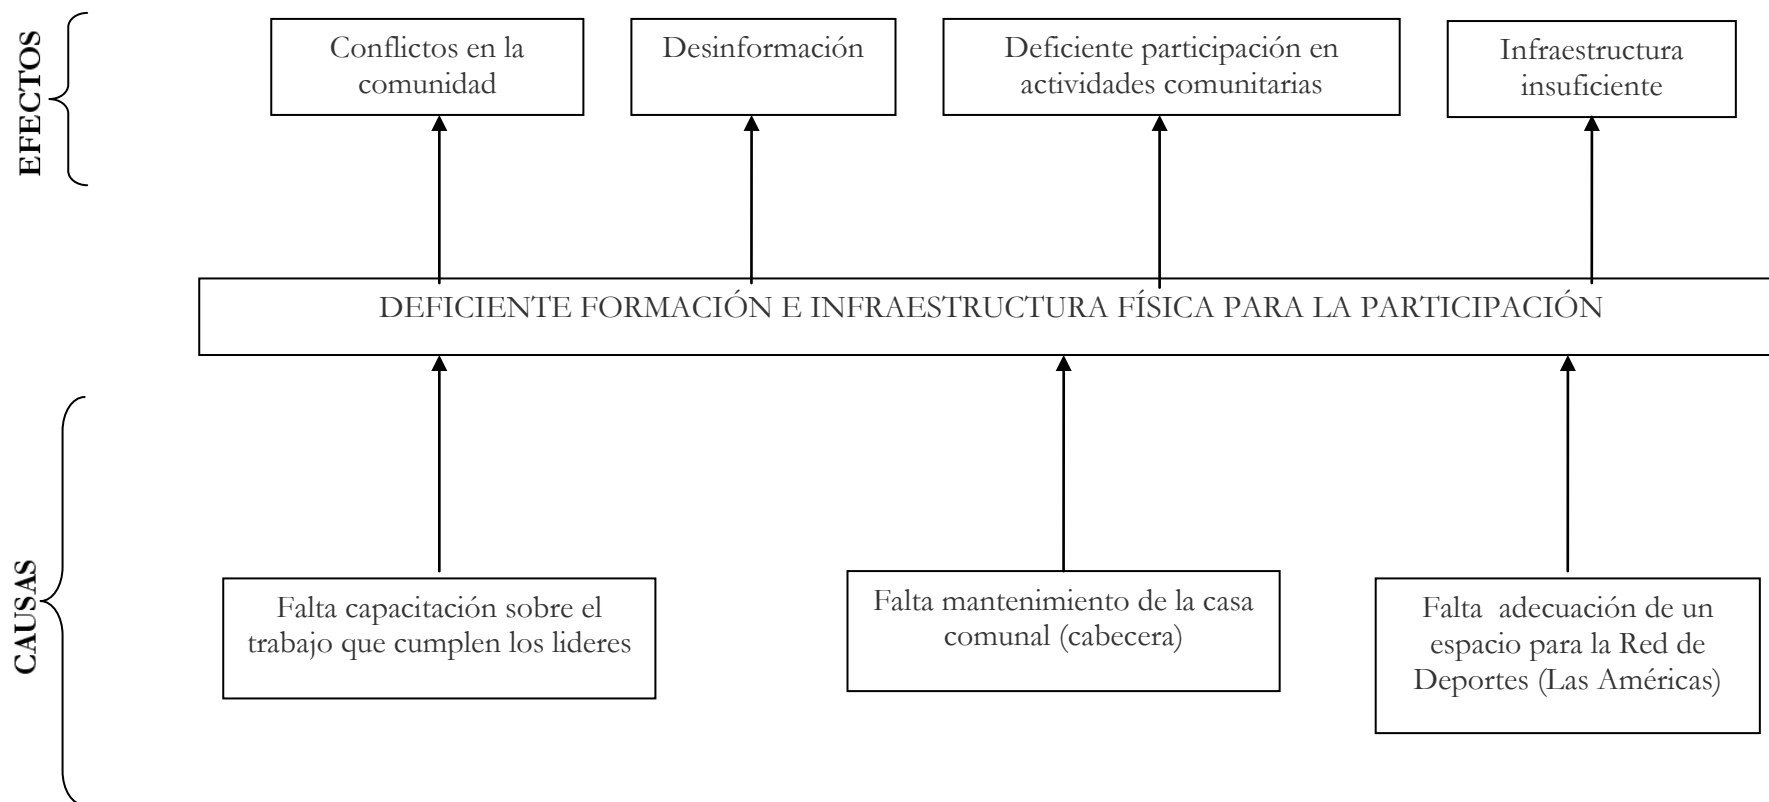 EFECTOS
Conflictos en la
comunidad
Desinformación
Deficiente participación en
actividades comunitarias
Infraestructura
insuficiente
DEFICIENTE FORMACIÓN E INFRAESTRUCTURA FÍSICA PARA LA PARTICIPACIÓN
CAUSAS
Falta capacitación sobre el
trabajo que cumplen los lideres
Falta mantenimiento de la casa
comunal (cabecera)
Falta  adecuación de un
espacio para la Red de
Deportes (Las Américas)